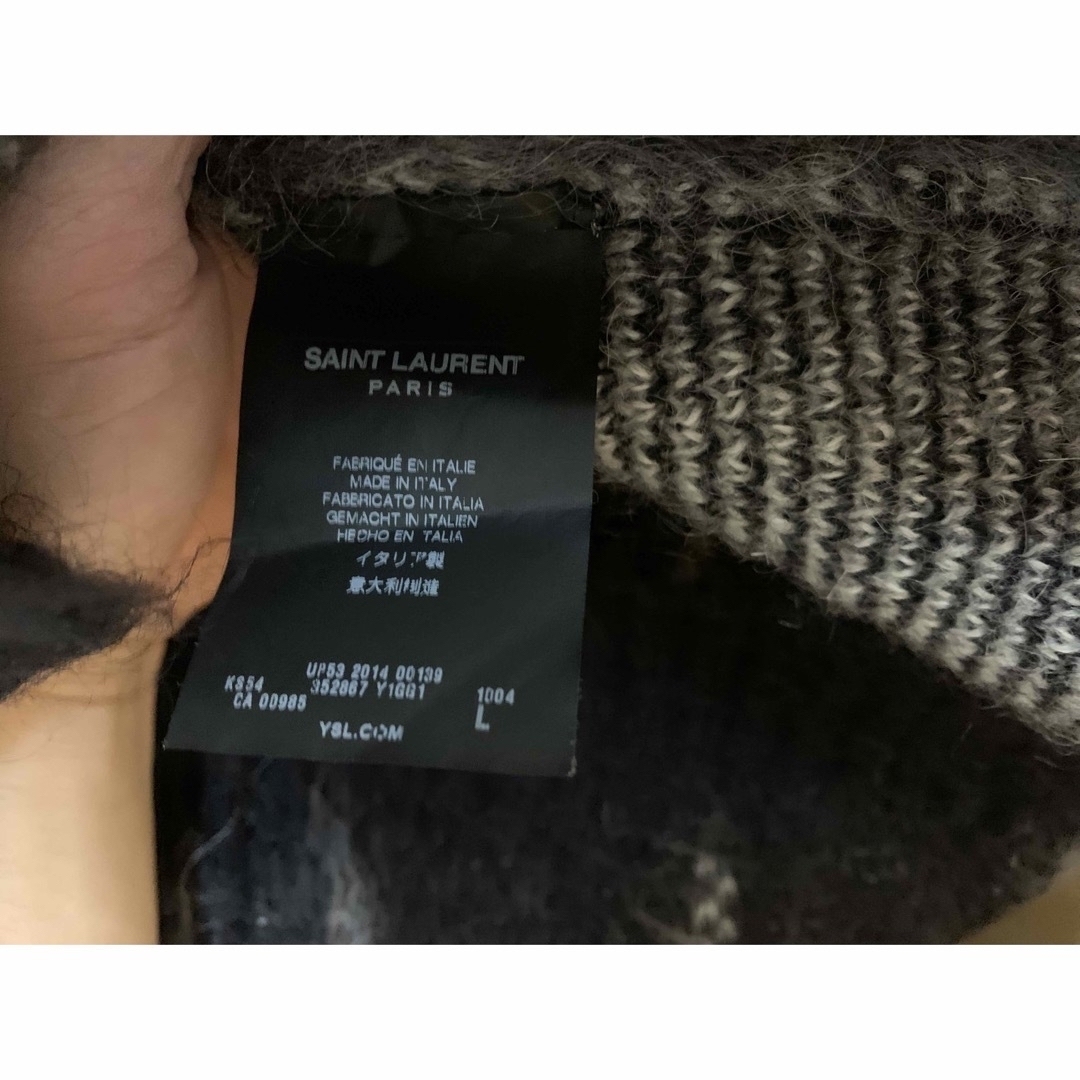 SAINT LAURENT
PARIS
FABRIQUÉ EN ITALIE
MADE IN ITALY
FABBRICATO IN ITALIA
GEMACHT IN ITALIEN
HECHO EN ITALIA
イタリア製
意大利制造
UP53 2014 00139
KS54 352867 Y1GG1 1004
CA 00985 L
YSL.COM